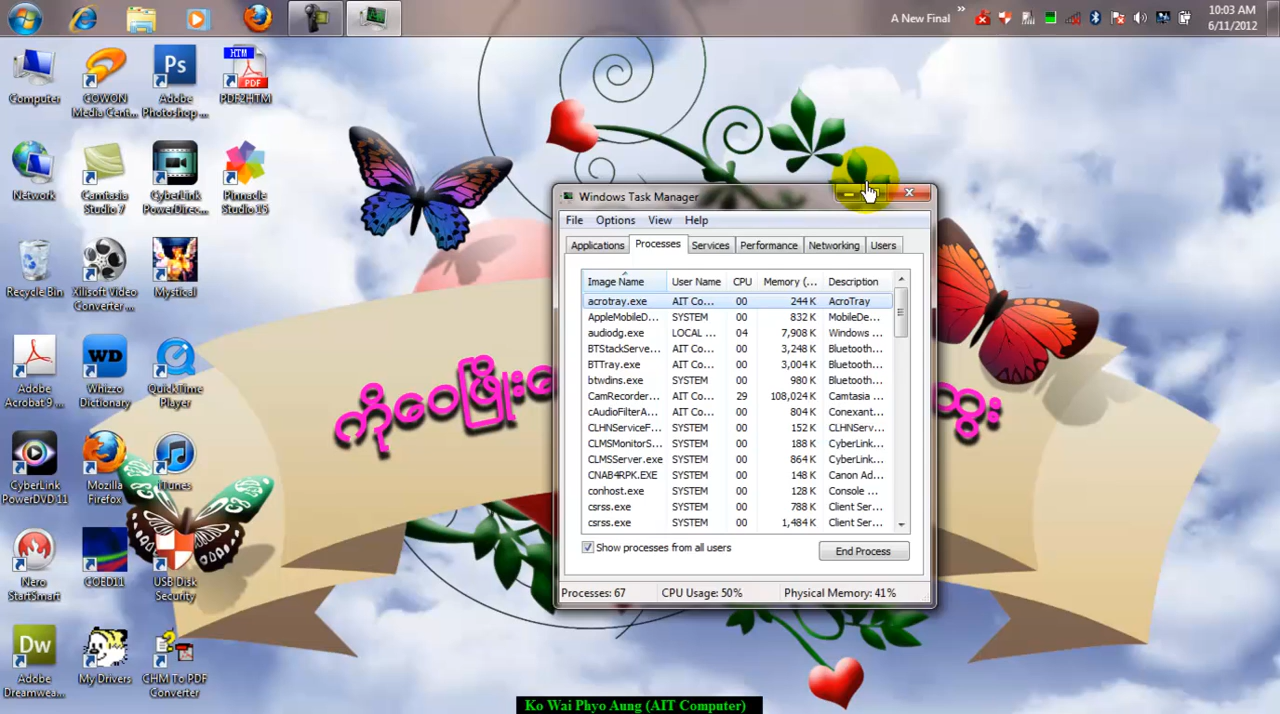 A New Final
»
10:03 AM
6/11/2012
Computer
COWON Media Cent...
Adobe Photoshop ...
PDF2HTM
Network
Camtasia Studio 7
CyberLink PowerDirec...
Pinnacle Studio 15
Recycle Bin
Xilisoft Video Converter ...
Mystical
Adobe Acrobat 9 ...
Whizzo Dictionary
QuickTime Player
CyberLink PowerDVD 11
Mozilla Firefox
iTunes
Nero StartSmart
COED11
USB Disk Security
Adobe Dreamwea...
My Drivers
CHM To PDF Converter
Windows Task Manager
File Options View Help
Applications Processes Services Performance Networking Users
Image Name User Name CPU Memory (... Description
acrotray.exe AIT Co... 00 244 K AcroTray
AppleMobileD... SYSTEM 00 832 K MobileDe...
audiodg.exe LOCAL ... 04 7,908 K Windows ...
BTStackServe... AIT Co... 00 3,248 K Bluetooth...
BTTray.exe AIT Co... 00 3,004 K Bluetooth...
btwdins.exe SYSTEM 00 980 K Bluetooth...
CamRecorder... AIT Co... 29 108,024 K Camtasia ...
cAudioFilterA... AIT Co... 00 804 K Conexant...
CLHNServiceF... SYSTEM 00 152 K CLHNServ...
CLMSMonitorS... SYSTEM 00 188 K CyberLink...
CLMSServer.exe SYSTEM 00 864 K CyberLink...
CNAB4RPK.EXE SYSTEM 00 148 K Canon Ad...
conhost.exe SYSTEM 00 128 K Console ...
csrss.exe SYSTEM 00 788 K Client Ser...
csrss.exe SYSTEM 00 1,484 K Client Ser...
Show processes from all users
End Process
Processes: 67 CPU Usage: 50% Physical Memory: 41%
ကိုဝေဖြိုး
Ko Wai Phyo Aung (AIT Computer)